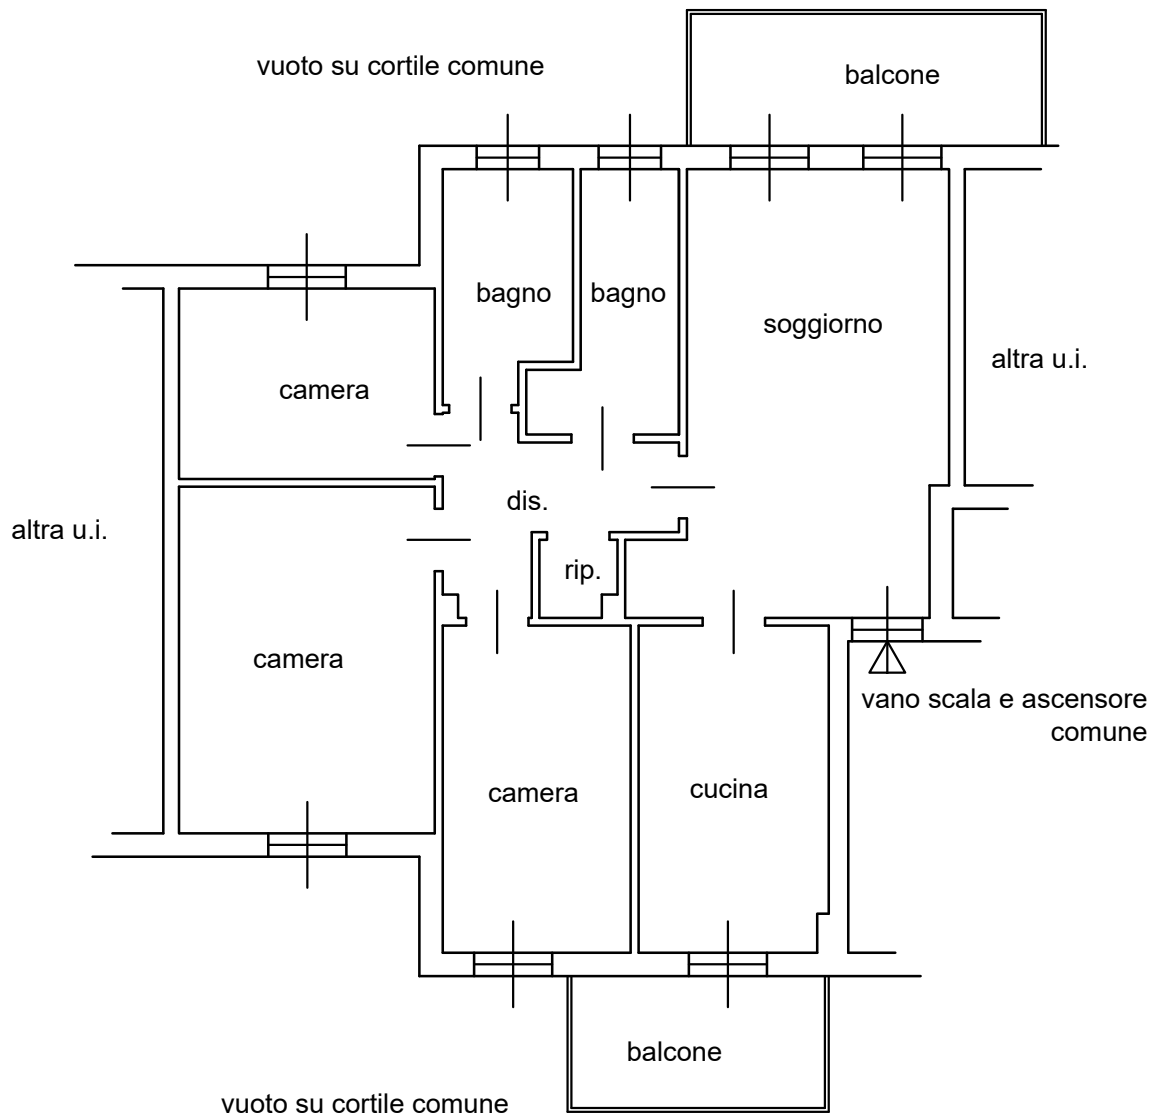 vuoto su cortile comune
balcone
bagno
bagno
soggiorno
altra u.i.
camera
dis.
altra u.i.
rip.
camera
vano scala e ascensore
comune
camera
cucina
balcone
vuoto su cortile comune